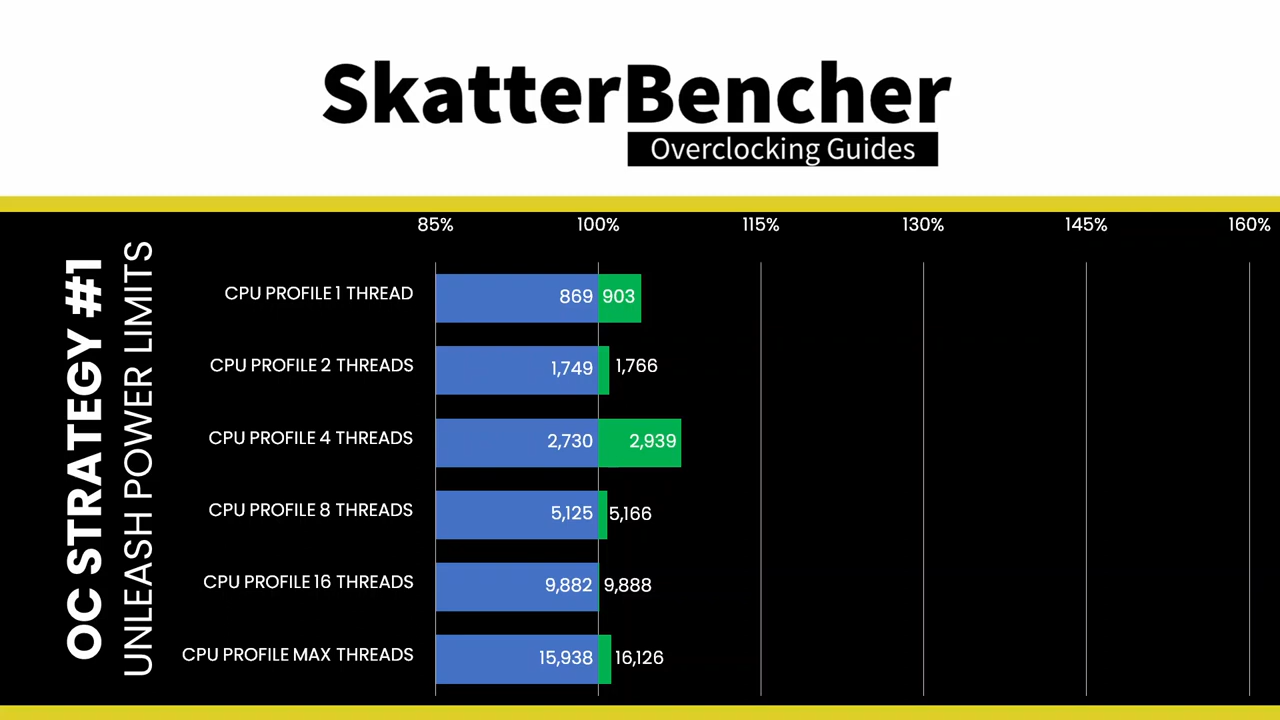 SkatterBencher
Overclocking Guides
OC STRATEGY #1
UNLEASH POWER LIMITS
85% 100% 115% 130% 145% 160%
CPU PROFILE 1 THREAD 869 903
CPU PROFILE 2 THREADS 1,749 1,766
CPU PROFILE 4 THREADS 2,730 2,939
CPU PROFILE 8 THREADS 5,125 5,166
CPU PROFILE 16 THREADS 9,882 9,888
CPU PROFILE MAX THREADS 15,938 16,126